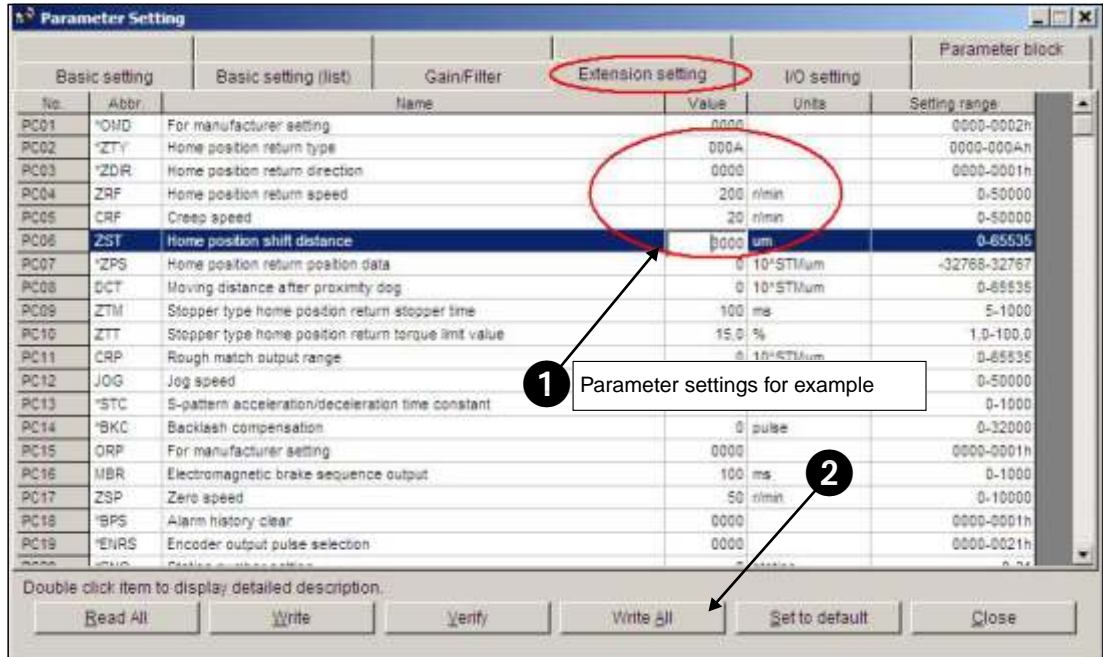 Parameter Setting
Parameter block
Basic setting Basic setting (list) Gain/Filter Extension setting I/O setting
No. Abbr. Name Value Units Setting range
PC01 *OMD For manufacturer setting 0000 0000-0002h
PC02 *ZTY Home position return type 000A 0000-000Ah
PC03 *ZDIR Home position return direction 0000 0000-0001h
PC04 ZRF Home position return speed 200 r/min 0-50000
PC05 CRF Creep speed 20 r/min 0-50000
PC06 ZST Home position shift distance 0000 um 0-65535
PC07 *ZPS Home position return position data 0 10^STMum -32768-32767
PC08 DCT Moving distance after proximity dog 0 10^STMum 0-65535
PC09 ZTM Stopper type home position return stopper time 100 ms 5-1000
PC10 ZTT Stopper type home position return torque limit value 15.0 % 1.0-100.0
PC11 CRP Rough match output range 0 10^STMum 0-65535
PC12 JOG Jog speed 0-50000
1 Parameter settings for example
PC13 *STC S-pattern acceleration/deceleration time constant 0-1000
PC14 *BKC Backlash compensation 0 pulse 0-32000
PC15 ORP For manufacturer setting 0000 0000-0001h
PC16 MBR Electromagnetic brake sequence output 100 ms 0-1000
2
PC17 ZSP Zero speed 50 r/min 0-10000
PC18 *BPS Alarm history clear 0000 0000-0001h
PC19 *ENRS Encoder output pulse selection 0000 0000-0021h
Double click item to display detailed description.
Read All Write Verify Write All Set to default Close